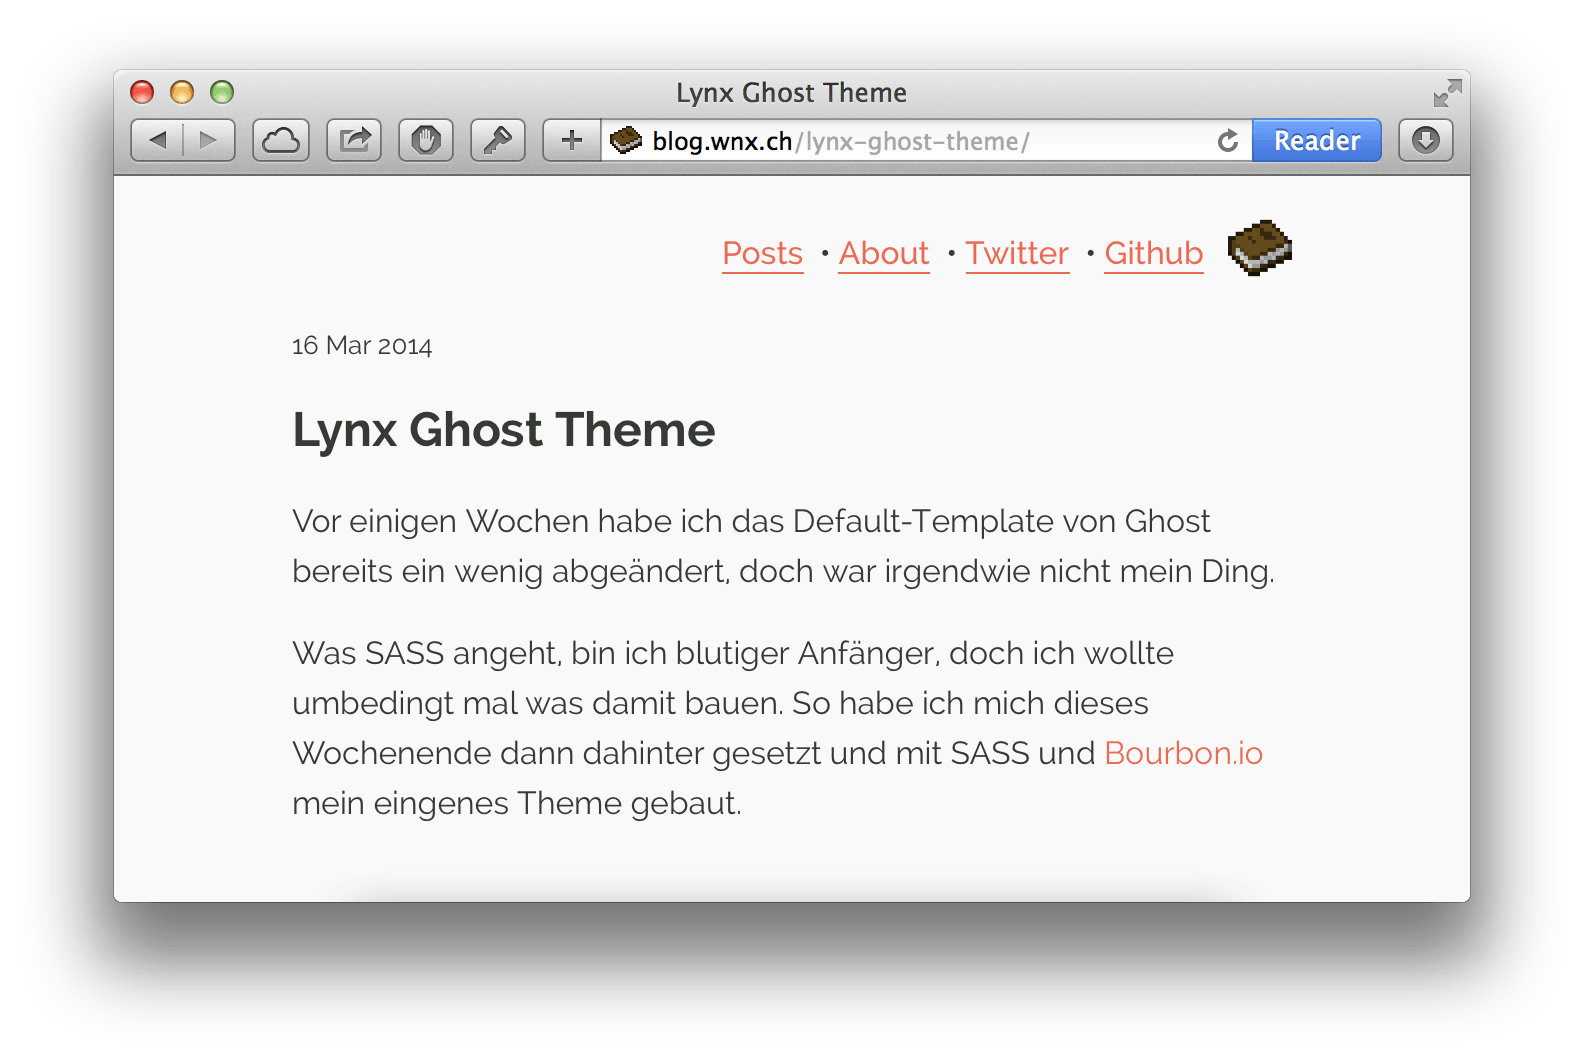 Lynx Ghost Theme
blog.wnx.ch/lynx-ghost-theme/
Reader
Posts • About • Twitter • Github
16 Mar 2014
Lynx Ghost Theme
Vor einigen Wochen habe ich das Default-Template von Ghost
bereits ein wenig abgeändert, doch war irgendwie nicht mein Ding.
Was SASS angeht, bin ich blutiger Anfänger, doch ich wollte
umbedingt mal was damit bauen. So habe ich mich dieses
Wochenende dann dahinter gesetzt und mit SASS und Bourbon.io
mein eingenes Theme gebaut.